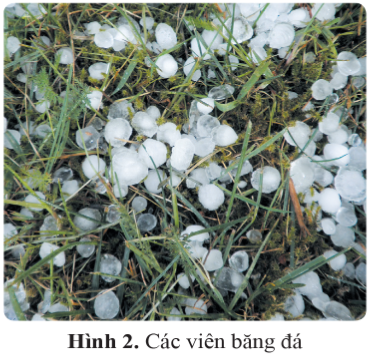 Hình 2. Các viên băng đá